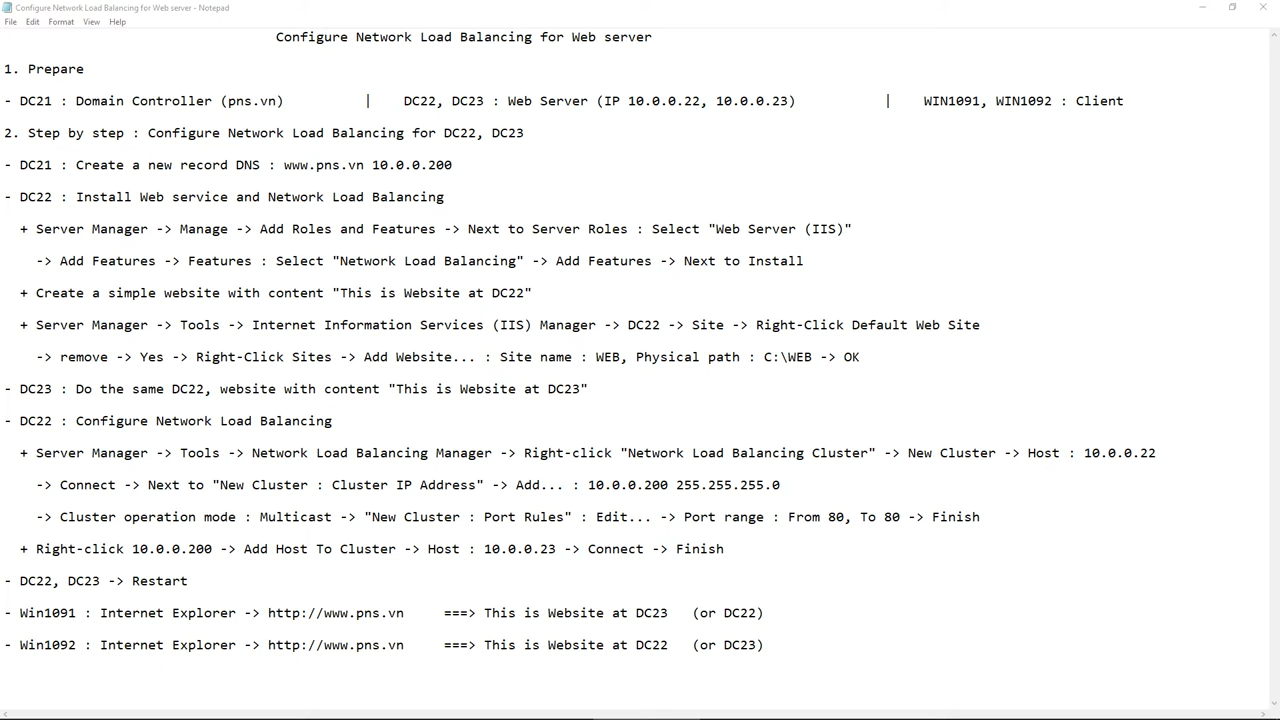 Configure Network Load Balancing for Web server - Notepad
File Edit Format View Help
Configure Network Load Balancing for Web server
1. Prepare
- DC21 : Domain Controller (pns.vn) | DC22, DC23 : Web Server (IP 10.0.0.22, 10.0.0.23) | WIN1091, WIN1092 : Client
2. Step by step : Configure Network Load Balancing for DC22, DC23
- DC21 : Create a new record DNS : www.pns.vn 10.0.0.200
- DC22 : Install Web service and Network Load Balancing
+ Server Manager -> Manage -> Add Roles and Features -> Next to Server Roles : Select "Web Server (IIS)"
-> Add Features -> Features : Select "Network Load Balancing" -> Add Features -> Next to Install
+ Create a simple website with content "This is Website at DC22"
+ Server Manager -> Tools -> Internet Information Services (IIS) Manager -> DC22 -> Site -> Right-Click Default Web Site
-> remove -> Yes -> Right-Click Sites -> Add Website... : Site name : WEB, Physical path : C:\WEB -> OK
- DC23 : Do the same DC22, website with content "This is Website at DC23"
- DC22 : Configure Network Load Balancing
+ Server Manager -> Tools -> Network Load Balancing Manager -> Right-click "Network Load Balancing Cluster" -> New Cluster -> Host : 10.0.0.22
-> Connect -> Next to "New Cluster : Cluster IP Address" -> Add... : 10.0.0.200 255.255.255.0
-> Cluster operation mode : Multicast -> "New Cluster : Port Rules" : Edit... -> Port range : From 80, To 80 -> Finish
+ Right-click 10.0.0.200 -> Add Host To Cluster -> Host : 10.0.0.23 -> Connect -> Finish
- DC22, DC23 -> Restart
- Win1091 : Internet Explorer -> http://www.pns.vn ===> This is Website at DC23 (or DC22)
- Win1092 : Internet Explorer -> http://www.pns.vn ===> This is Website at DC22 (or DC23)